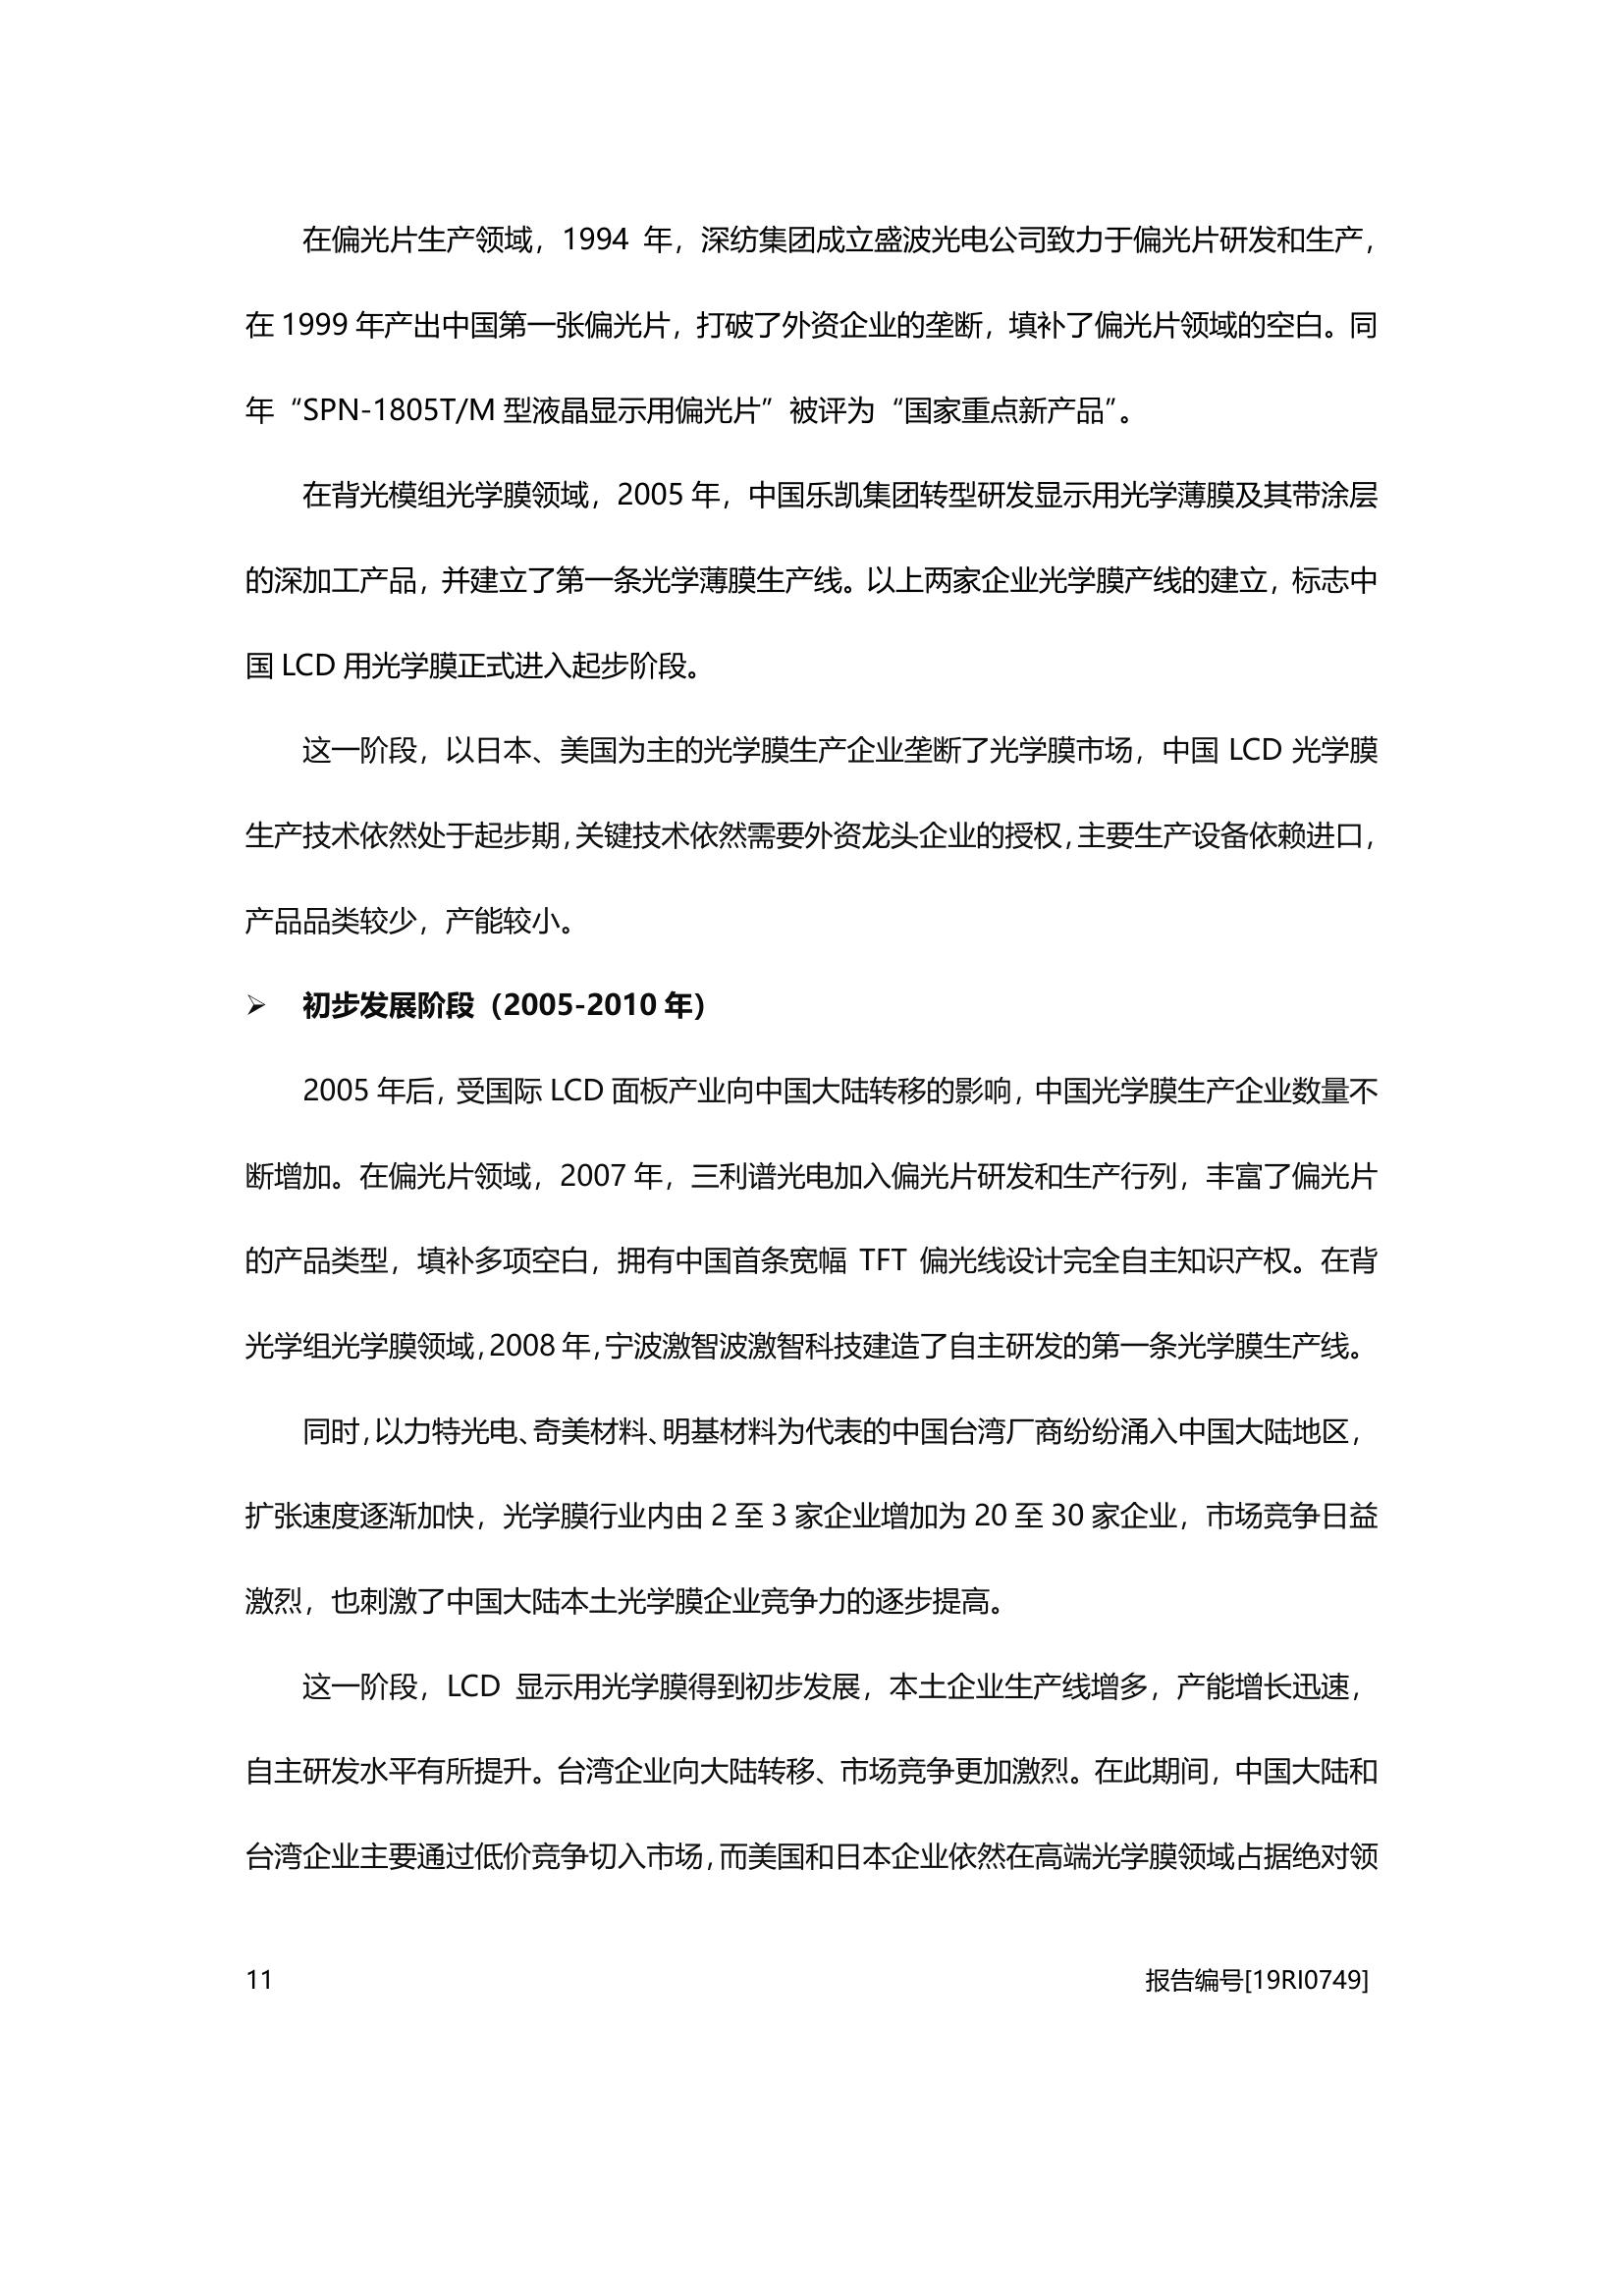 在偏光片生产领域，1994 年，深纺集团成立盛波光电公司致力于偏光片研发和生产，
在 1999 年产出中国第一张偏光片，打破了外资企业的垄断，填补了偏光片领域的空白。同
年“SPN-1805T/M 型液晶显示用偏光片”被评为“国家重点新产品”。
在背光模组光学膜领域，2005 年，中国乐凯集团转型研发显示用光学薄膜及其带涂层
的深加工产品，并建立了第一条光学薄膜生产线。以上两家企业光学膜产线的建立，标志中
国 LCD 用光学膜正式进入起步阶段。
这一阶段，以日本、美国为主的光学膜生产企业垄断了光学膜市场，中国 LCD 光学膜
生产技术依然处于起步期，关键技术依然需要外资龙头企业的授权，主要生产设备依赖进口，
产品品类较少，产能较小。
➢ 初步发展阶段（2005-2010 年）
2005 年后，受国际 LCD 面板产业向中国大陆转移的影响，中国光学膜生产企业数量不
断增加。在偏光片领域，2007 年，三利谱光电加入偏光片研发和生产行列，丰富了偏光片
的产品类型，填补多项空白，拥有中国首条宽幅 TFT 偏光线设计完全自主知识产权。在背
光学组光学膜领域，2008 年，宁波激智波激智科技建造了自主研发的第一条光学膜生产线。
同时，以力特光电、奇美材料、明基材料为代表的中国台湾厂商纷纷涌入中国大陆地区，
扩张速度逐渐加快，光学膜行业内由 2 至 3 家企业增加为 20 至 30 家企业，市场竞争日益
激烈，也刺激了中国大陆本土光学膜企业竞争力的逐步提高。
这一阶段，LCD 显示用光学膜得到初步发展，本土企业生产线增多，产能增长迅速，
自主研发水平有所提升。台湾企业向大陆转移、市场竞争更加激烈。在此期间，中国大陆和
台湾企业主要通过低价竞争切入市场，而美国和日本企业依然在高端光学膜领域占据绝对领
11 报告编号[19RI0749]